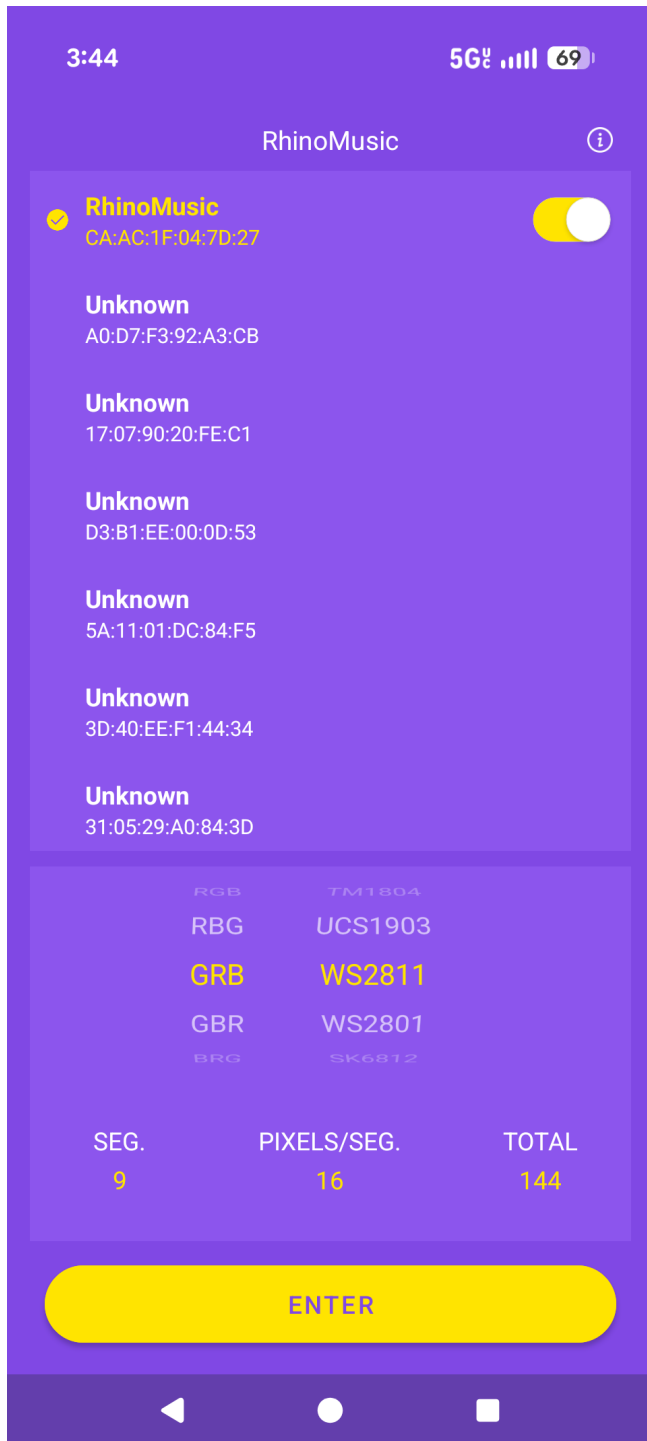 3:44
5G 69
RhinoMusic
RhinoMusic
CA:AC:1F:04:7D:27
Unknown
A0:D7:F3:92:A3:CB
Unknown
17:07:90:20:FE:C1
Unknown
D3:B1:EE:00:0D:53
Unknown
5A:11:01:DC:84:F5
Unknown
3D:40:EE:F1:44:34
Unknown
31:05:29:A0:84:3D
RGB TM1804
RBG UCS1903
GRB WS2811
GBR WS2801
BRG SK6812
SEG. PIXELS/SEG. TOTAL
9 16 144
ENTER